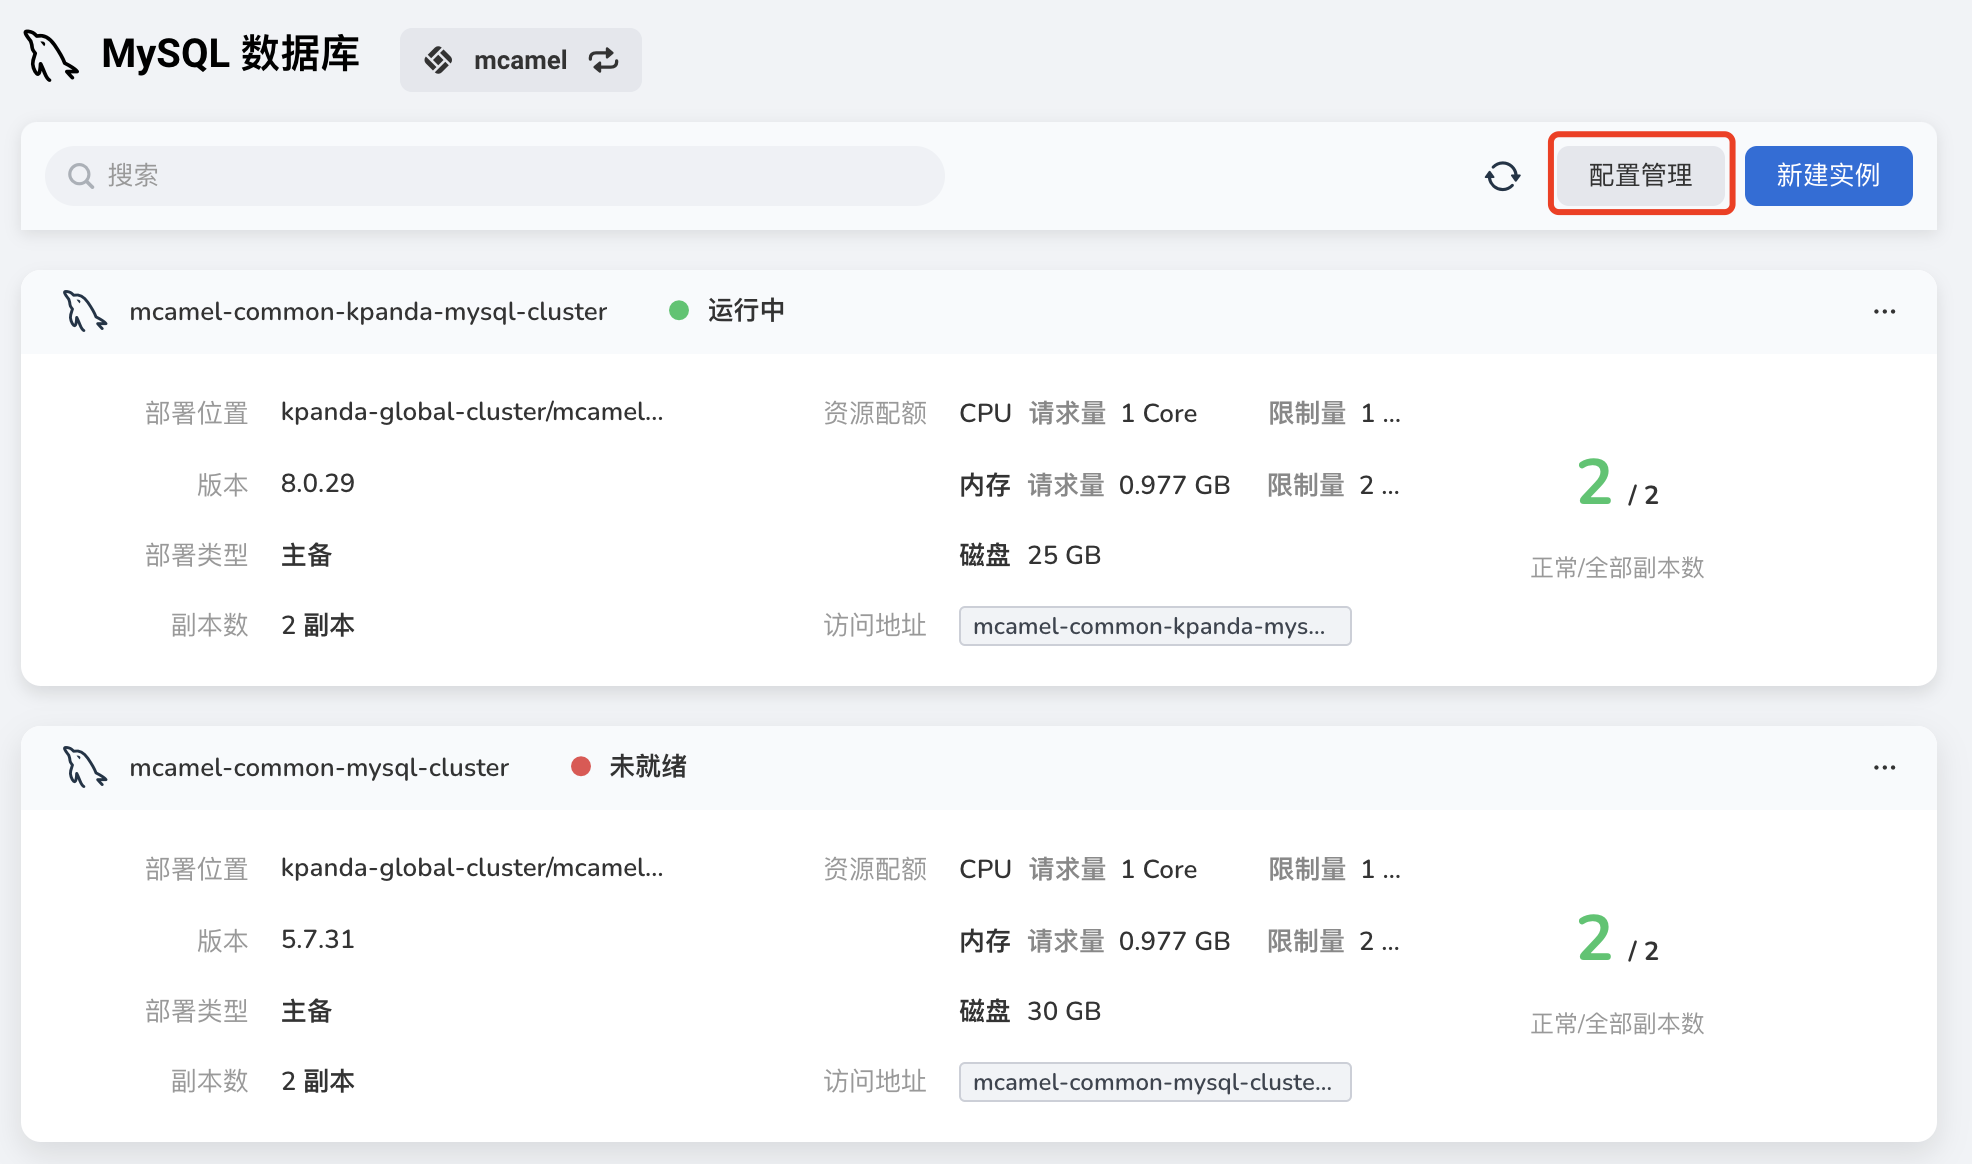 MySQL 数据库 mcamel
搜索 配置管理 新建实例
mcamel-common-kpanda-mysql-cluster 运行中 ...
部署位置 kpanda-global-cluster/mcamel... 资源配额 CPU 请求量 1 Core 限制量 1 ...
版本 8.0.29 内存 请求量 0.977 GB 限制量 2 ...
2 / 2
部署类型 主备 磁盘 25 GB 正常/全部副本数
副本数 2 副本 访问地址 mcamel-common-kpanda-mys...
mcamel-common-mysql-cluster 未就绪 ...
部署位置 kpanda-global-cluster/mcamel... 资源配额 CPU 请求量 1 Core 限制量 1 ...
版本 5.7.31 内存 请求量 0.977 GB 限制量 2 ...
2 / 2
部署类型 主备 磁盘 30 GB 正常/全部副本数
副本数 2 副本 访问地址 mcamel-common-mysql-cluste...